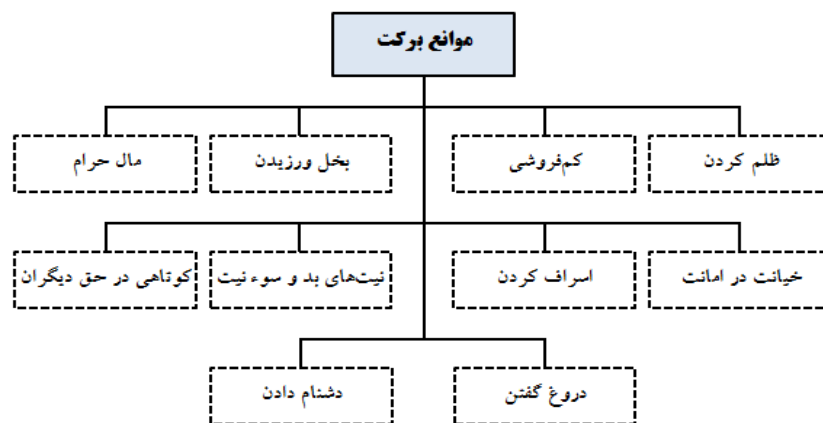 موانع برکت
ظلم کردن
کم‌فروشی
بخل ورزیدن
مال حرام
خیانت در امانت
اسراف کردن
نیت‌های بد و سوء نیت
کوتاهی در حق دیگران
دروغ گفتن
دشنام دادن